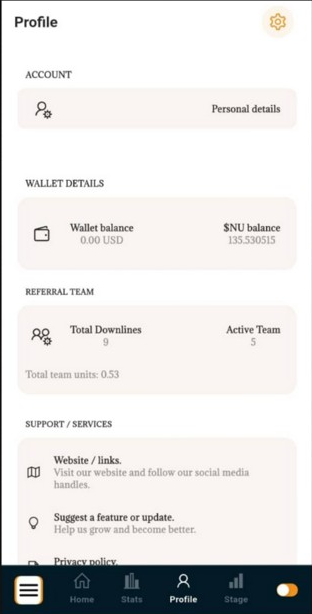 Profile
ACCOUNT
Personal details
WALLET DETAILS
Wallet balance $NU balance
0.00 USD 135.530515
REFERRAL TEAM
Total Downlines Active Team
9 5
Total team units: 0.53
SUPPORT / SERVICES
Website / links.
Visit our website and follow our social media
handles.
Suggest a feature or update.
Help us grow and become better.
Privacy policy.
Home Stats Profile Stage